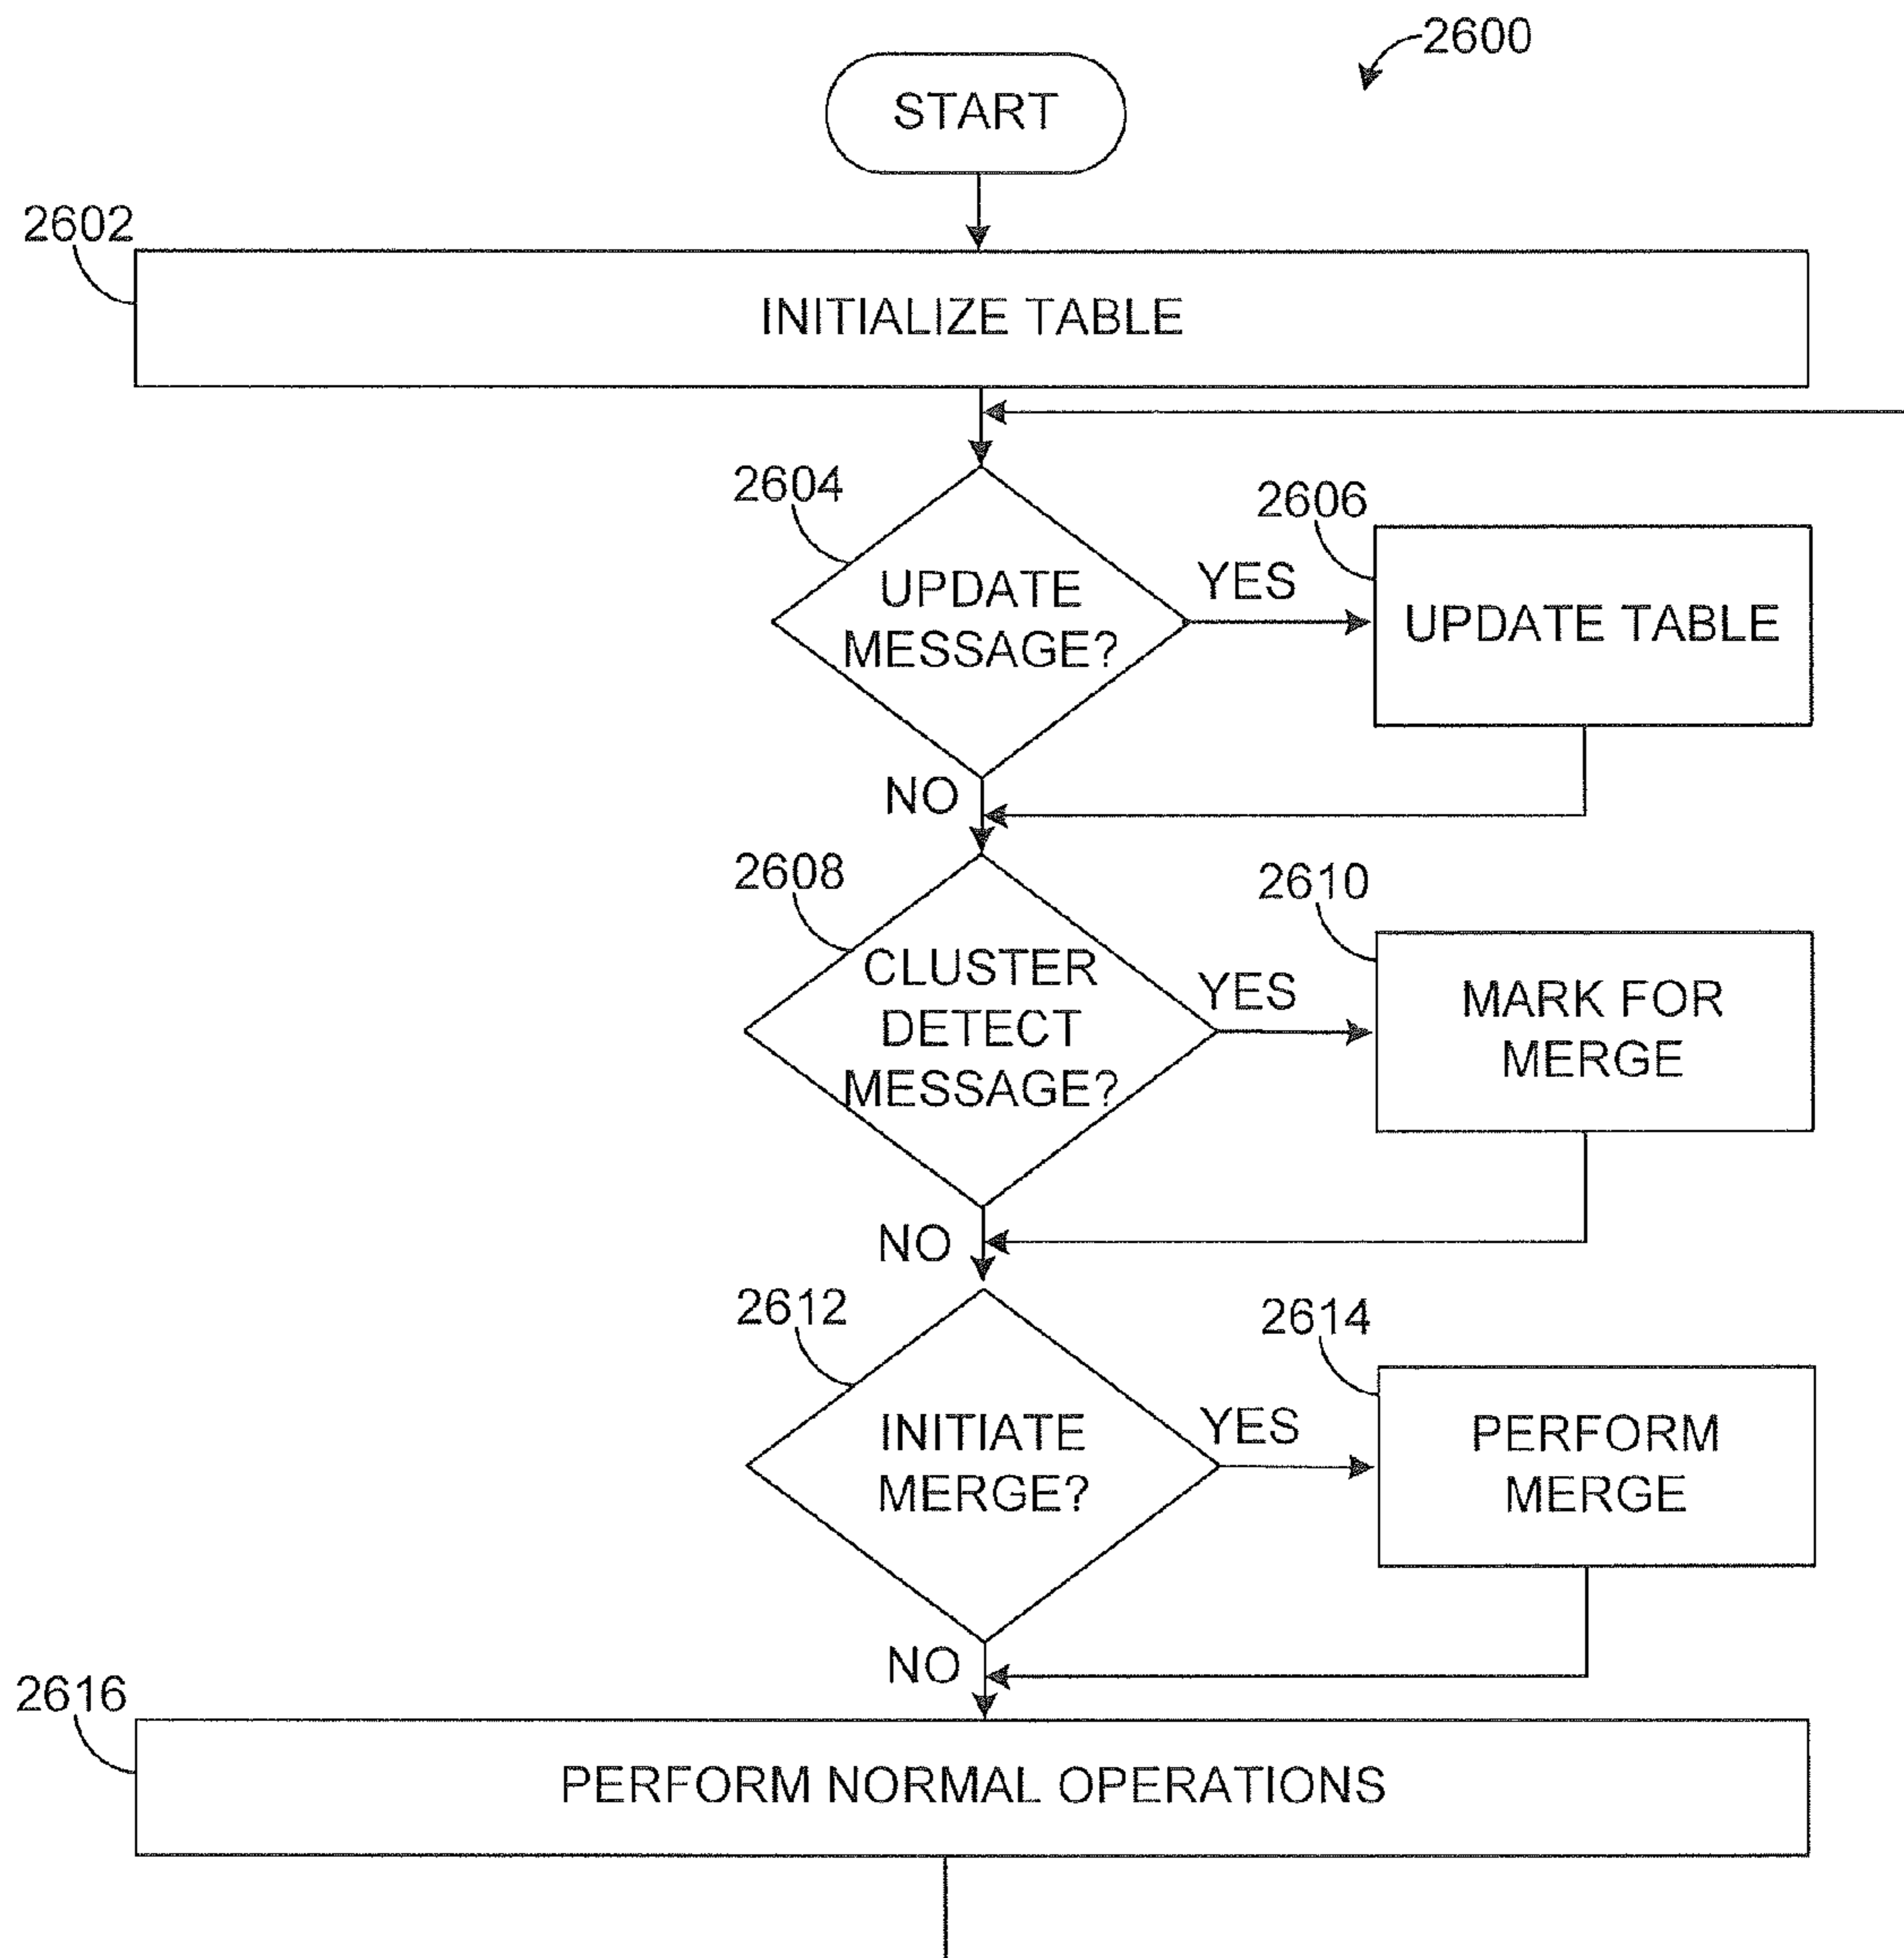 2600
START
2602
INITIALIZE TABLE
2604
2606
UPDATE
MESSAGE?
YES
UPDATE TABLE
NO
2608
2610
CLUSTER
DETECT
MESSAGE?
YES
MARK FOR
MERGE
NO
2612
2614
INITIATE
MERGE?
YES
PERFORM
MERGE
NO
2616
PERFORM NORMAL OPERATIONS